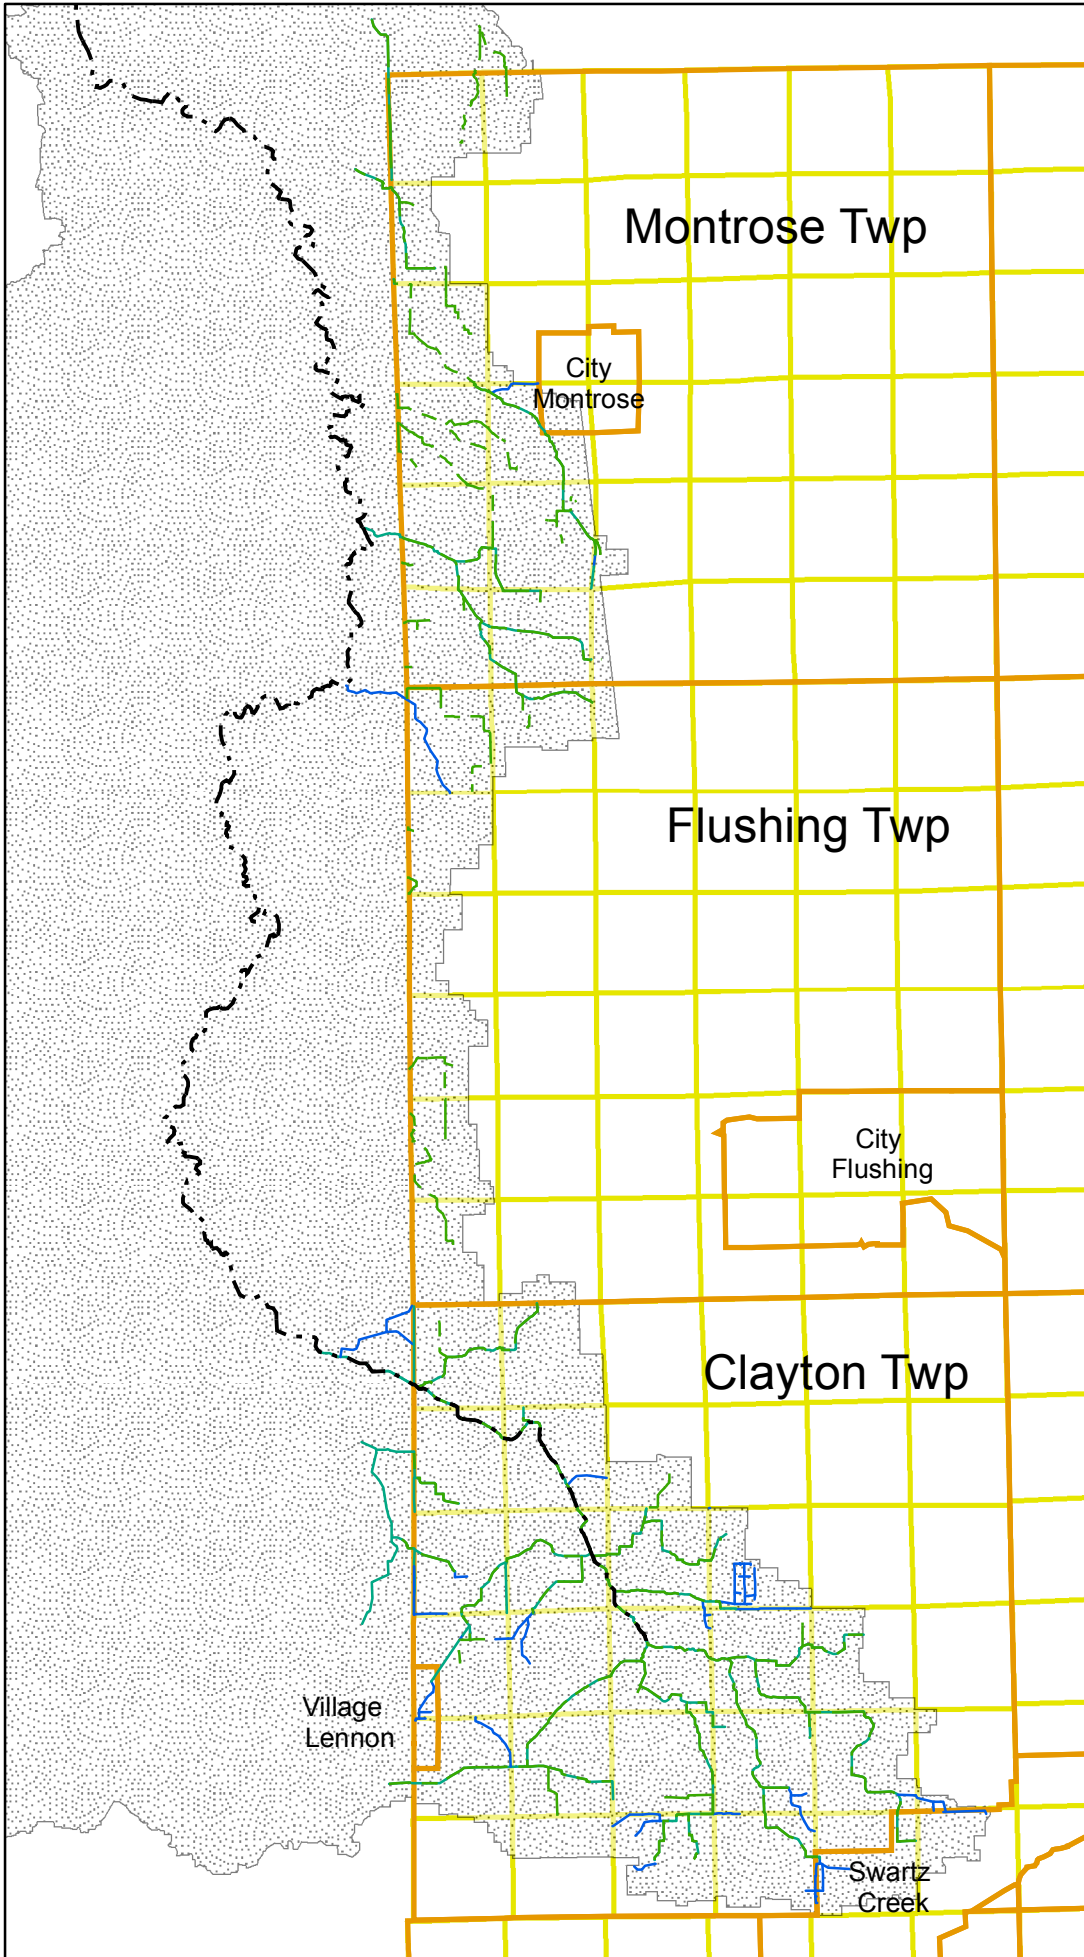 Montrose Twp
City
Montrose
Flushing Twp
City
Flushing
Clayton Twp
Village
Lennon
Swartz
Creek